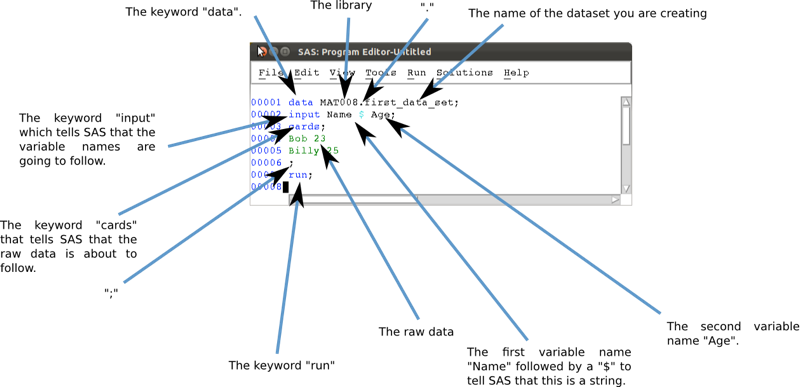 The keyword "data".
The library
"."
The name of the dataset you are creating
SAS: Program Editor-Untitled
File Edit View Tools Run Solutions Help
00001 data MAT008.first_data_set;
00002 input Name $ Age;
00003 cards;
Bob 23
00005 Billy 25
00006 ;
run;
00008
The keyword "input"
which tells SAS that the
variable names are
going to follow.
The keyword "cards"
that tells SAS that the
raw data is about to
follow.
";"
The keyword "run"
The raw data
The first variable name
"Name" followed by a "$" to
tell SAS that this is a string.
The second variable
name "Age".